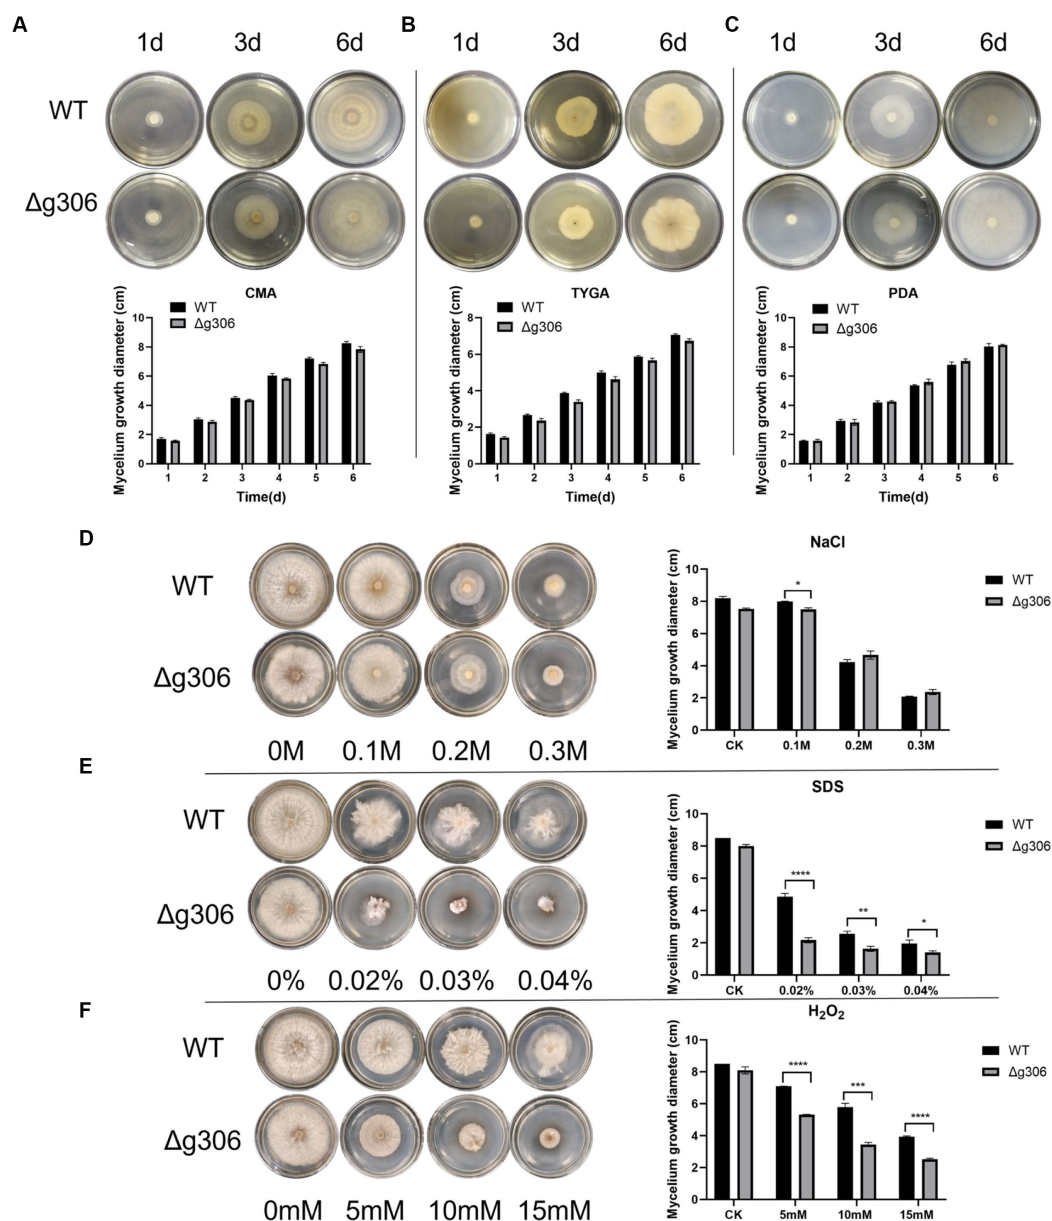 A
B
C
1d 3d 6d
1d 3d 6d
1d 3d 6d
WT
Δg306
CMA
WT
Δg306
Mycelium growth diameter (cm)
10
8
6
4
2
0
1 2 3 4 5 6
Time(d)
TYGA
WT
Δg306
Mycelium growth diameter (cm)
8
6
4
2
0
1 2 3 4 5 6
Time(d)
PDA
WT
Δg306
Mycelium growth diameter (cm)
10
8
6
4
2
0
1 2 3 4 5 6
Time(d)
D
WT
Δg306
0M 0.1M 0.2M 0.3M
NaCl
WT
Δg306
Mycelium growth diameter (cm)
10
8
6
4
2
0
*
CK 0.1M 0.2M 0.3M
E
WT
Δg306
0% 0.02% 0.03% 0.04%
SDS
WT
Δg306
Mycelium growth diameter (cm)
10
8
6
4
2
0
**** ** *
CK 0.02% 0.03% 0.04%
F
WT
Δg306
0mM 5mM 10mM 15mM
H₂O₂
WT
Δg306
Mycelium growth diameter (cm)
10
8
6
4
2
0
**** *** ****
CK 5mM 10mM 15mM